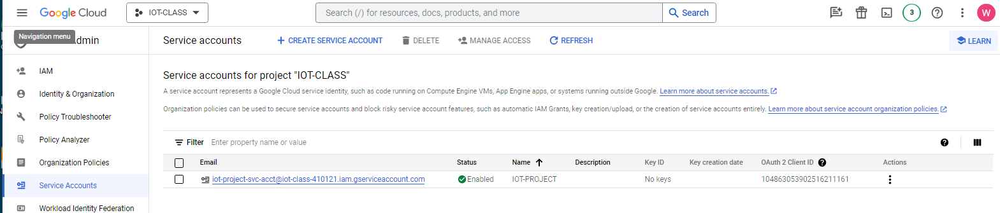 Google Cloud
IOT-CLASS
Search (/) for resources, docs, products, and more
Search
3
W
Navigation menu
dmin
Service accounts
CREATE SERVICE ACCOUNT
DELETE
MANAGE ACCESS
REFRESH
LEARN
IAM
Identity & Organization
Policy Troubleshooter
Policy Analyzer
Organization Policies
Service Accounts
Workload Identity Federation
Service accounts for project "IOT-CLASS"
A service account represents a Google Cloud service identity, such as code running on Compute Engine VMs, App Engine apps, or systems running outside Google. Learn more about service accounts.
Organization policies can be used to secure service accounts and block risky service account features, such as automatic IAM Grants, key creation/upload, or the creation of service accounts entirely. Learn more about service account organization policies.
Filter Enter property name or value
Email Status Name Description Key ID Key creation date OAuth 2 Client ID Actions
iot-project-svc-acct@iot-class-410121.iam.gserviceaccount.com Enabled IOT-PROJECT No keys 104863053902516211161